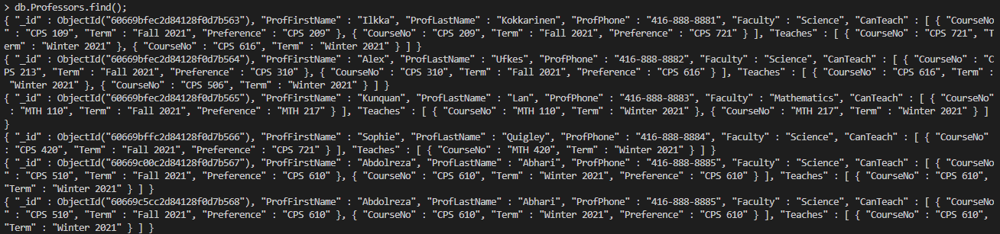 > db.Professors.find();
{ "_id" : ObjectId("60669bfec2d84128f0d7b563"), "ProfFirstName" : "Ilkka", "ProfLastName" : "Kokkarinen", "ProfPhone" : "416-888-8881", "Faculty" : "Science", "CanTeach" : [ { "CourseNo
" : "CPS 109", "Term" : "Fall 2021", "Preference" : "CPS 209" }, { "CourseNo" : "CPS 209", "Term" : "Fall 2021", "Preference" : "CPS 721" } ], "Teaches" : [ { "CourseNo" : "CPS 721", "T
erm" : "Winter 2021" }, { "CourseNo" : "CPS 616", "Term" : "Winter 2021" } ] }
{ "_id" : ObjectId("60669bfec2d84128f0d7b564"), "ProfFirstName" : "Alex", "ProfLastName" : "Ufkes", "ProfPhone" : "416-888-8882", "Faculty" : "Science", "CanTeach" : [ { "CourseNo" : "C
PS 213", "Term" : "Fall 2021", "Preference" : "CPS 310" }, { "CourseNo" : "CPS 310", "Term" : "Fall 2021", "Preference" : "CPS 616" } ], "Teaches" : [ { "CourseNo" : "CPS 616", "Term" :
"Winter 2021" }, { "CourseNo" : "CPS 506", "Term" : "Winter 2021" } ] }
{ "_id" : ObjectId("60669bfec2d84128f0d7b565"), "ProfFirstName" : "Kunquan", "ProfLastName" : "Lan", "ProfPhone" : "416-888-8883", "Faculty" : "Mathematics", "CanTeach" : [ { "CourseNo"
: "MTH 110", "Term" : "Fall 2021", "Preference" : "MTH 217" } ], "Teaches" : [ { "CourseNo" : "MTH 110", "Term" : "Winter 2021" }, { "CourseNo" : "MTH 217", "Term" : "Winter 2021" } ]
}
{ "_id" : ObjectId("60669bffc2d84128f0d7b566"), "ProfFirstName" : "Sophie", "ProfLastName" : "Quigley", "ProfPhone" : "416-888-8884", "Faculty" : "Science", "CanTeach" : [ { "CourseNo"
: "CPS 420", "Term" : "Fall 2021", "Preference" : "CPS 721" } ], "Teaches" : [ { "CourseNo" : "MTH 420", "Term" : "Winter 2021" } ] }
{ "_id" : ObjectId("60669c00c2d84128f0d7b567"), "ProfFirstName" : "Abdolreza", "ProfLastName" : "Abhari", "ProfPhone" : "416-888-8885", "Faculty" : "Science", "CanTeach" : [ { "CourseNo
" : "CPS 510", "Term" : "Fall 2021", "Preference" : "CPS 610" }, { "CourseNo" : "CPS 610", "Term" : "Winter 2021", "Preference" : "CPS 610" } ], "Teaches" : [ { "CourseNo" : "CPS 610",
"Term" : "Winter 2021" } ] }
{ "_id" : ObjectId("60669c5cc2d84128f0d7b568"), "ProfFirstName" : "Abdolreza", "ProfLastName" : "Abhari", "ProfPhone" : "416-888-8885", "Faculty" : "Science", "CanTeach" : [ { "CourseNo
" : "CPS 510", "Term" : "Fall 2021", "Preference" : "CPS 610" }, { "CourseNo" : "CPS 610", "Term" : "Winter 2021", "Preference" : "CPS 610" } ], "Teaches" : [ { "CourseNo" : "CPS 610",
"Term" : "Winter 2021" } ] }